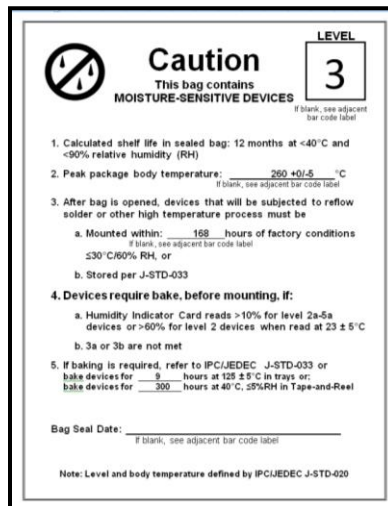 LEVEL
3
Caution
This bag contains
MOISTURE-SENSITIVE DEVICES
If blank, see adjacent
bar code label
1. Calculated shelf life in sealed bag: 12 months at <40°C and
<90% relative humidity (RH)
2. Peak package body temperature: 260 +0/-5 °C
If blank, see adjacent bar code label
3. After bag is opened, devices that will be subjected to reflow
solder or other high temperature process must be
a. Mounted within: 168 hours of factory conditions
If blank, see adjacent bar code label
≤30°C/60% RH, or
b. Stored per J-STD-033
4. Devices require bake, before mounting, if:
a. Humidity Indicator Card reads >10% for level 2a-5a
devices or >60% for level 2 devices when read at 23 ± 5°C
b. 3a or 3b are not met
5. If baking is required, refer to IPC/JEDEC J-STD-033 or
bake devices for 9 hours at 125 ±5°C in trays or;
bake devices for 300 hours at 40°C, ≤5%RH in Tape-and-Reel
Bag Seal Date:
If blank, see adjacent bar code label
Note: Level and body temperature defined by IPC/JEDEC J-STD-020